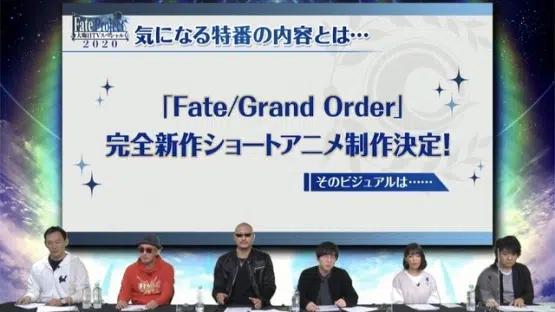 Fate Project
大晦日TVスペシャル
2020
気になる特番の内容とは…
「Fate/Grand Order」
完全新作ショートアニメ制作決定!
そのビジュアルは……